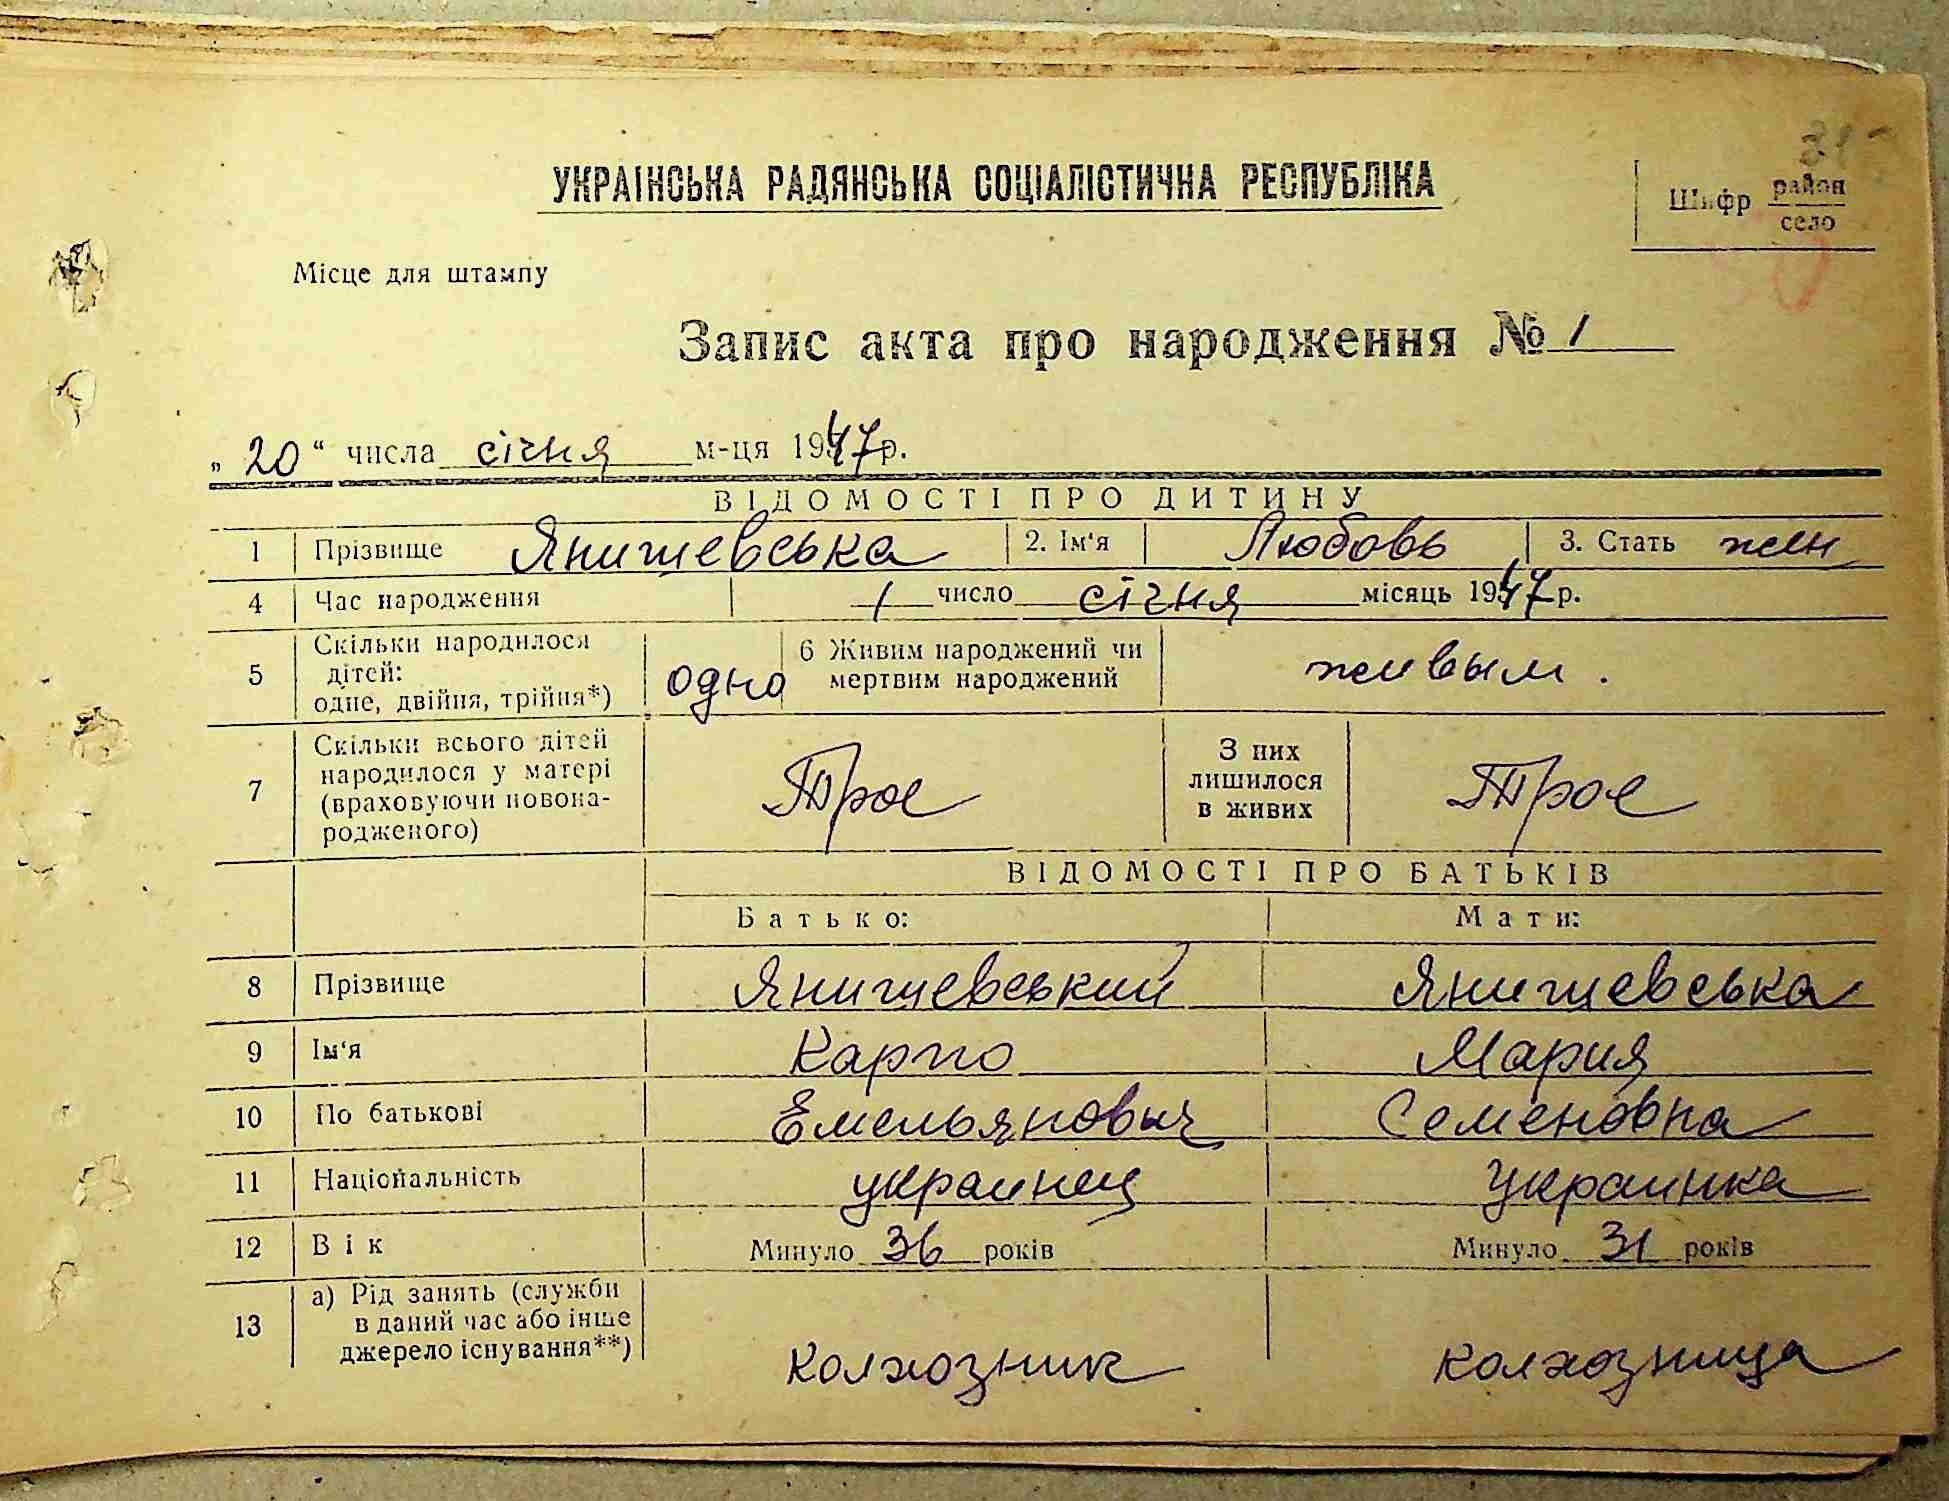 УКРАЇНСЬКА РАДЯНСЬКА СОЦІАЛІСТИЧНА РЕСПУБЛІКА
Шифр район
село
Місце для штампу
Запис акта про народження № 1
„20“ числа січня м-ця 1947 р.
ВІДОМОСТІ ПРО ДИТИНУ
1 Прізвище Янишевська 2. Ім'я Любовь 3. Стать жен
4 Час народження 1 число січня місяць 1947 р.
5 Скільки народилося дітей: одне, двійня, трійня*) одно 6 Живим народжений чи мертвим народжений живым.
7 Скільки всього дітей народилося у матері (враховуючи новонародженого) Трое З них лишилося в живих Трое
ВІДОМОСТІ ПРО БАТЬКІВ
Батько: Мати:
8 Прізвище Янишевський Янишевська
9 Ім'я Карпо Мария
10 По батькові Емельяновыч Семеновна
11 Національність украинец Украинка
12 Вік Минуло 36 років Минуло 31 років
13 а) Рід занять (служби в даний час або інше джерело існування**) колхозник колхозница